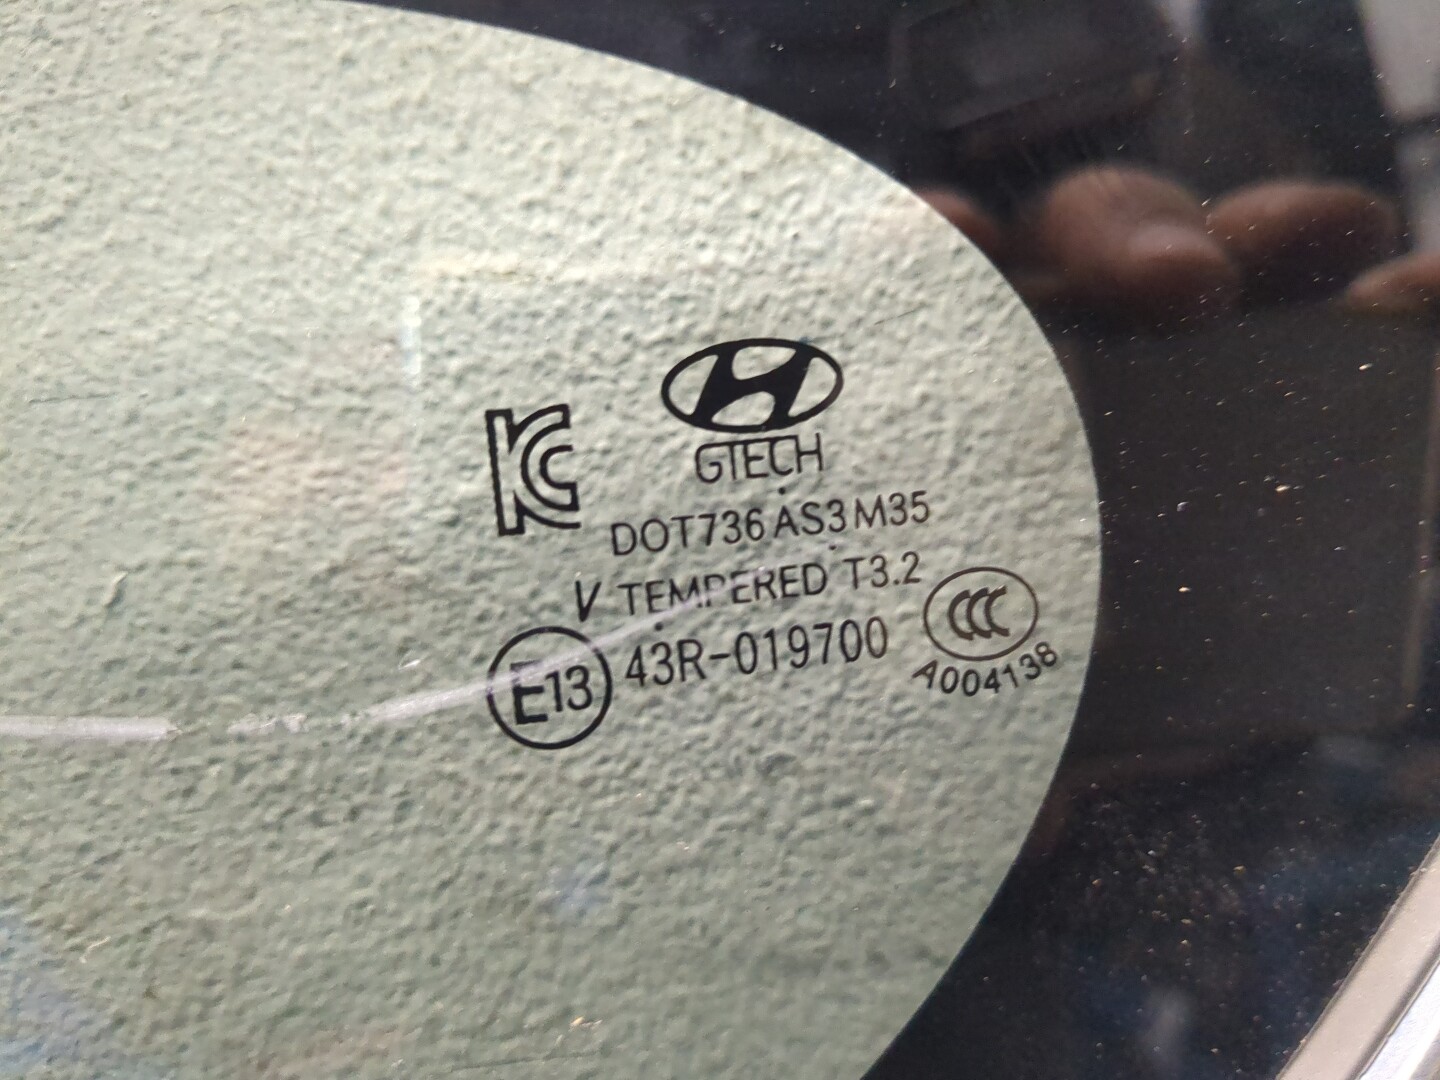 KC
GTECH
DOT736 AS3 M35
V TEMPERED T3.2
E13 43R-019700 CCC
A004138